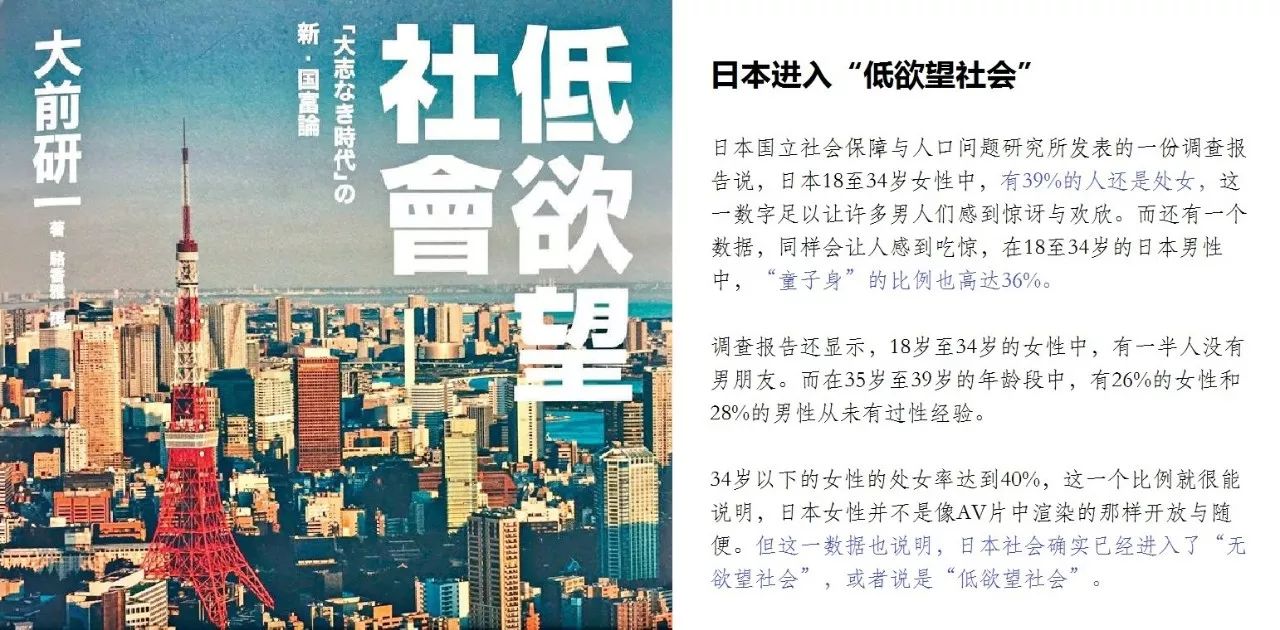 低欲望
社會
「大志なき時代」の
新·国富論
大前研一 著 駱香雅
日本进入“低欲望社会”
日本国立社会保障与人口问题研究所发表的一份调查报
告说，日本18至34岁女性中，有39%的人还是处女，这
一数字足以让许多男人们感到惊讶与欢欣。而还有一个
数据，同样会让人感到吃惊，在18至34岁的日本男性
中，“童子身”的比例也高达36%。
调查报告还显示，18岁至34岁的女性中，有一半人没有
男朋友。而在35岁至39岁的年龄段中，有26%的女性和
28%的男性从未有过性经验。
34岁以下的女性的处女率达到40%，这一个比例就很能
说明，日本女性并不是像AV片中渲染的那样开放与随
便。但这一数据也说明，日本社会确实已经进入了“无
欲望社会”，或者说是“低欲望社会”。